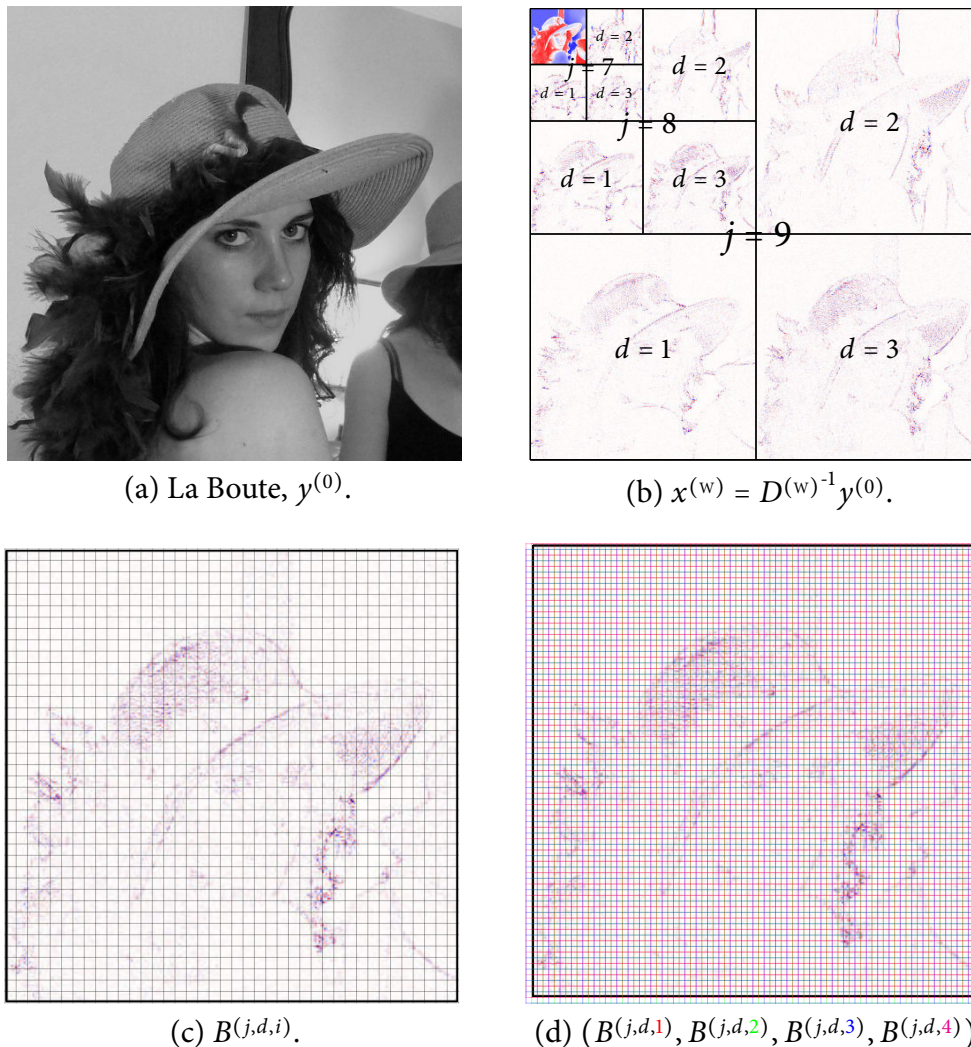 d = 2
j = 7
d = 1
d = 3
d = 2
j = 8
d = 1
d = 3
d = 2
j = 9
d = 1
d = 3
(a) La Boute, y⁽⁰⁾.
(b) x⁽ʷ⁾ = D⁽ʷ⁾⁻¹y⁽⁰⁾.
(c) B^(j,d,i).
(d) (B^(j,d,1), B^(j,d,2), B^(j,d,3), B^(j,d,4))